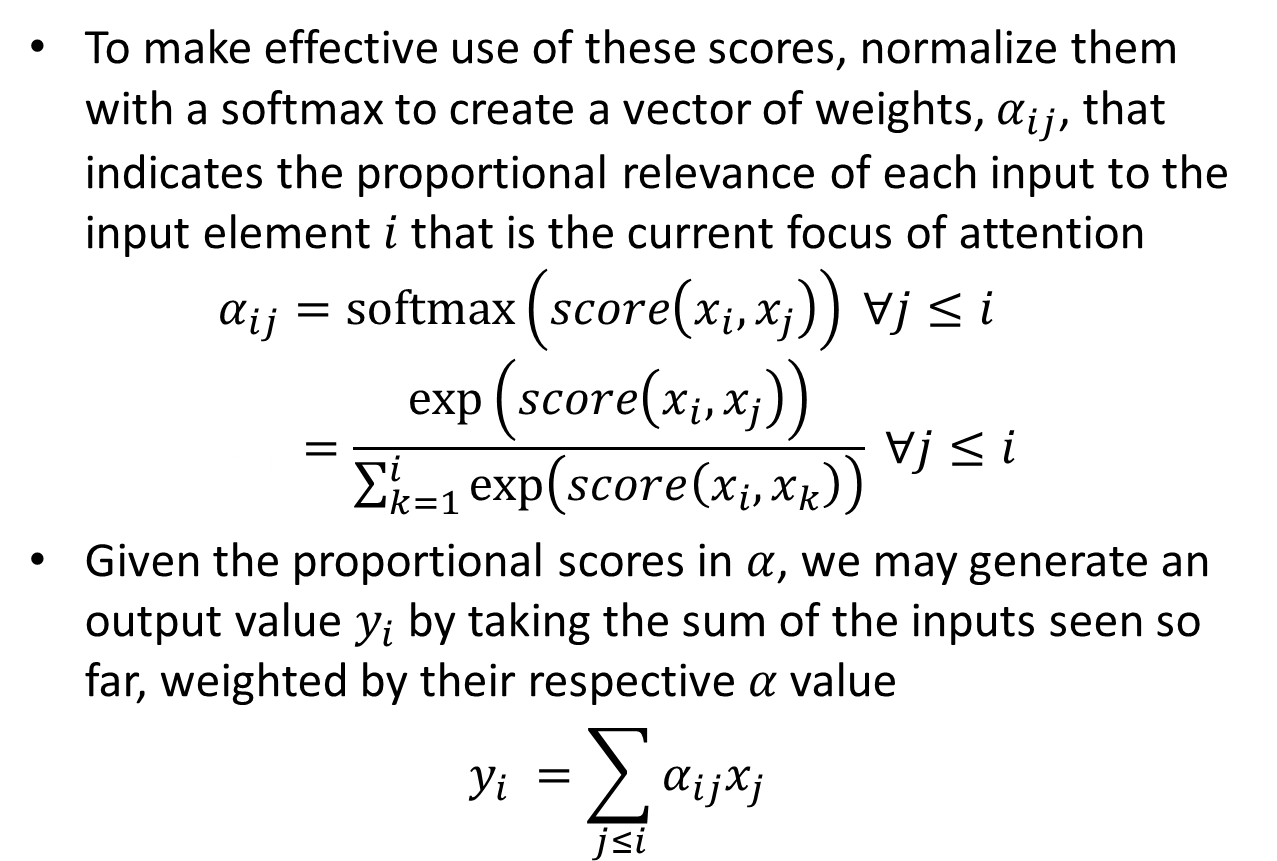 • To make effective use of these scores, normalize them
with a softmax to create a vector of weights, 𝛼ᵢⱼ, that
indicates the proportional relevance of each input to the
input element 𝑖 that is the current focus of attention
𝛼ᵢⱼ = softmax(𝑠𝑐𝑜𝑟𝑒(𝑥ᵢ, 𝑥ⱼ)) ∀𝑗 ≤ 𝑖
= exp(𝑠𝑐𝑜𝑟𝑒(𝑥ᵢ, 𝑥ⱼ)) / ∑ₖ₌₁ⁱ exp(𝑠𝑐𝑜𝑟𝑒(𝑥ᵢ, 𝑥ₖ)) ∀𝑗 ≤ 𝑖
• Given the proportional scores in 𝛼, we may generate an
output value 𝑦ᵢ by taking the sum of the inputs seen so
far, weighted by their respective 𝛼 value
𝑦ᵢ = ∑_{𝑗≤𝑖} 𝛼ᵢⱼ𝑥ⱼ